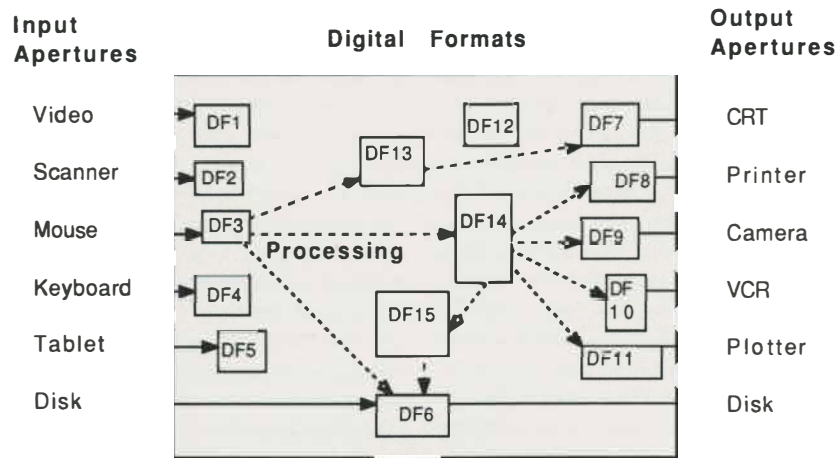 Input
Apertures
Digital Formats
Output
Apertures
Video
DF1
DF12
DF7
CRT
DF13
Scanner
DF2
DF8
Printer
Mouse
DF3
DF14
DF9
Camera
Processing
Keyboard
DF4
DF
10
VCR
DF15
Tablet
DF5
DF11
Plotter
Disk
DF6
Disk